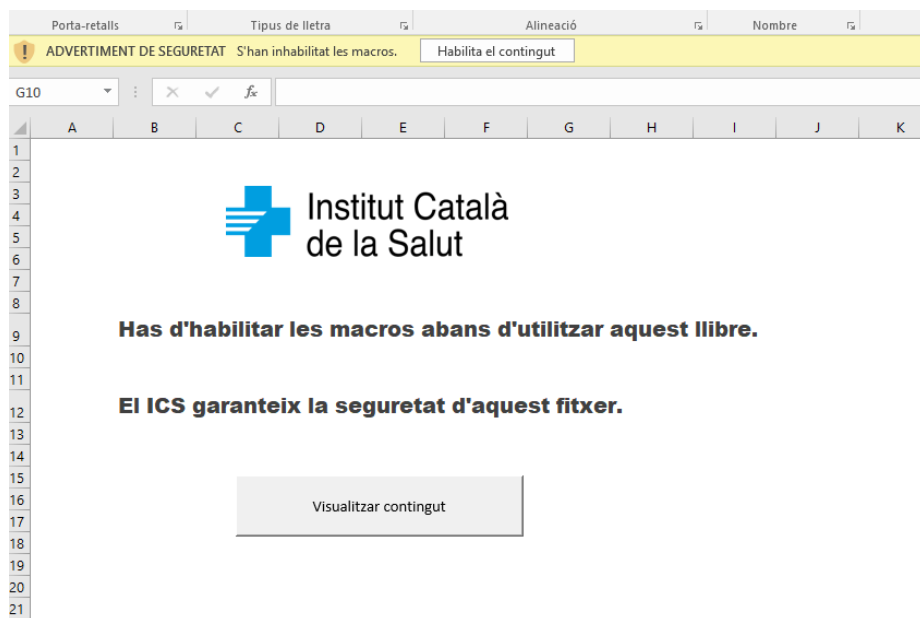 Porta-retalls Tipus de lletra Alineació Nombre
ADVERTIMENT DE SEGURETAT S'han inhabilitat les macros. Habilita el contingut
G10 fx
A B C D E F G H I J K
1
2
3
4
5
6
7
8
9
10
11
12
13
14
15
16
17
18
19
20
21
Institut Català
de la Salut
Has d'habilitar les macros abans d'utilitzar aquest llibre.
El ICS garanteix la seguretat d'aquest fitxer.
Visualitzar contingut